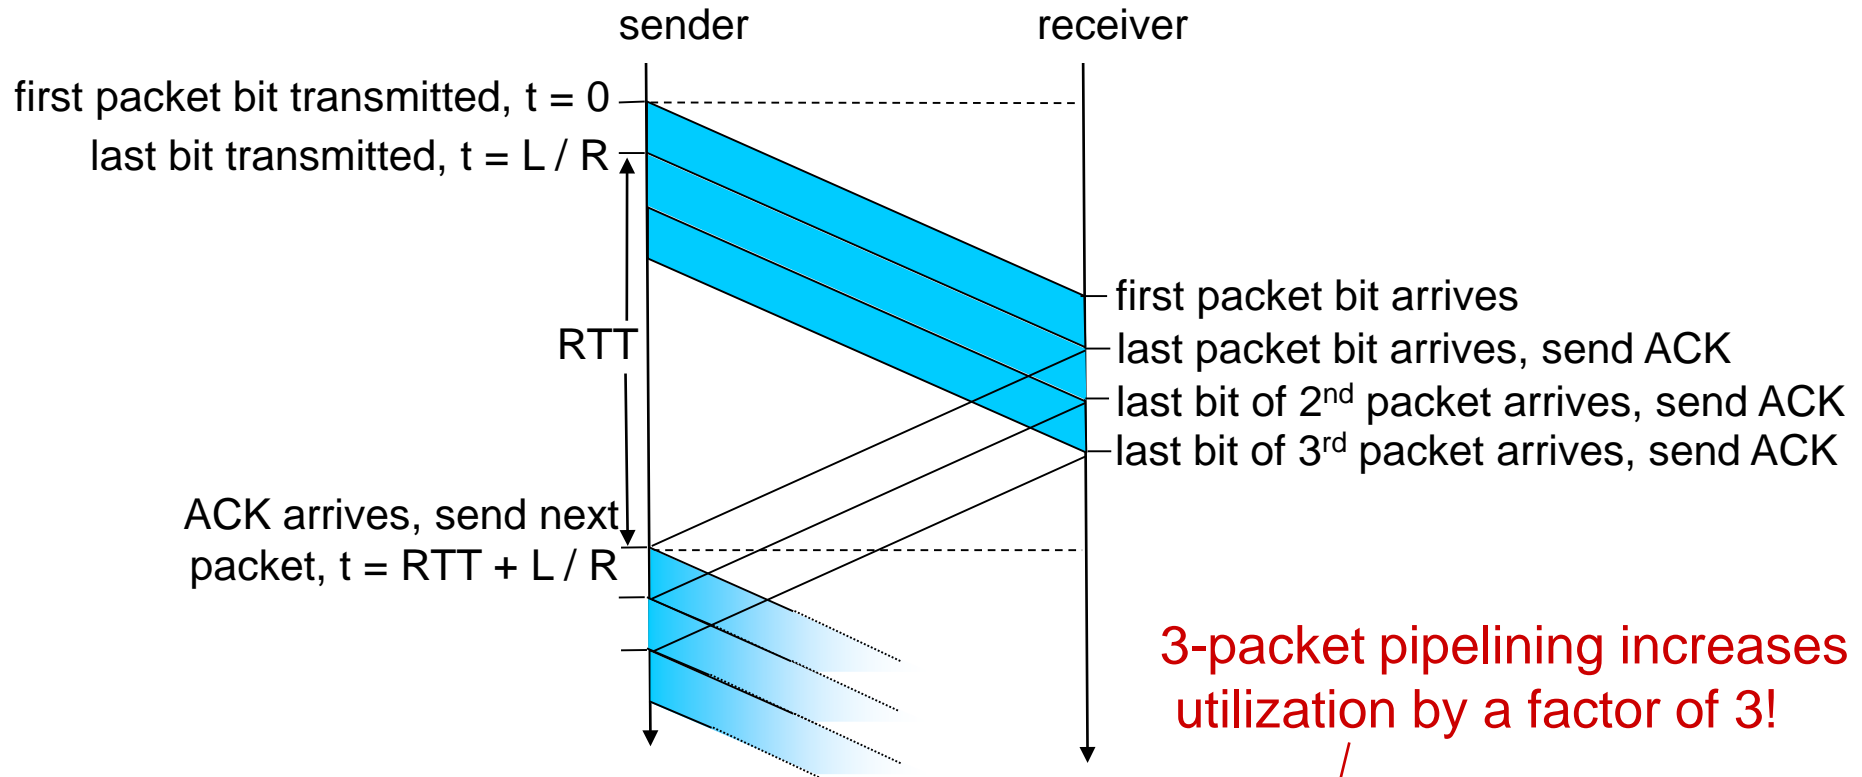 sender
receiver
first packet bit transmitted, t = 0
last bit transmitted, t = L / R
RTT
first packet bit arrives
last packet bit arrives, send ACK
last bit of 2nd packet arrives, send ACK
last bit of 3rd packet arrives, send ACK
ACK arrives, send next
packet, t = RTT + L / R
3-packet pipelining increases
utilization by a factor of 3!